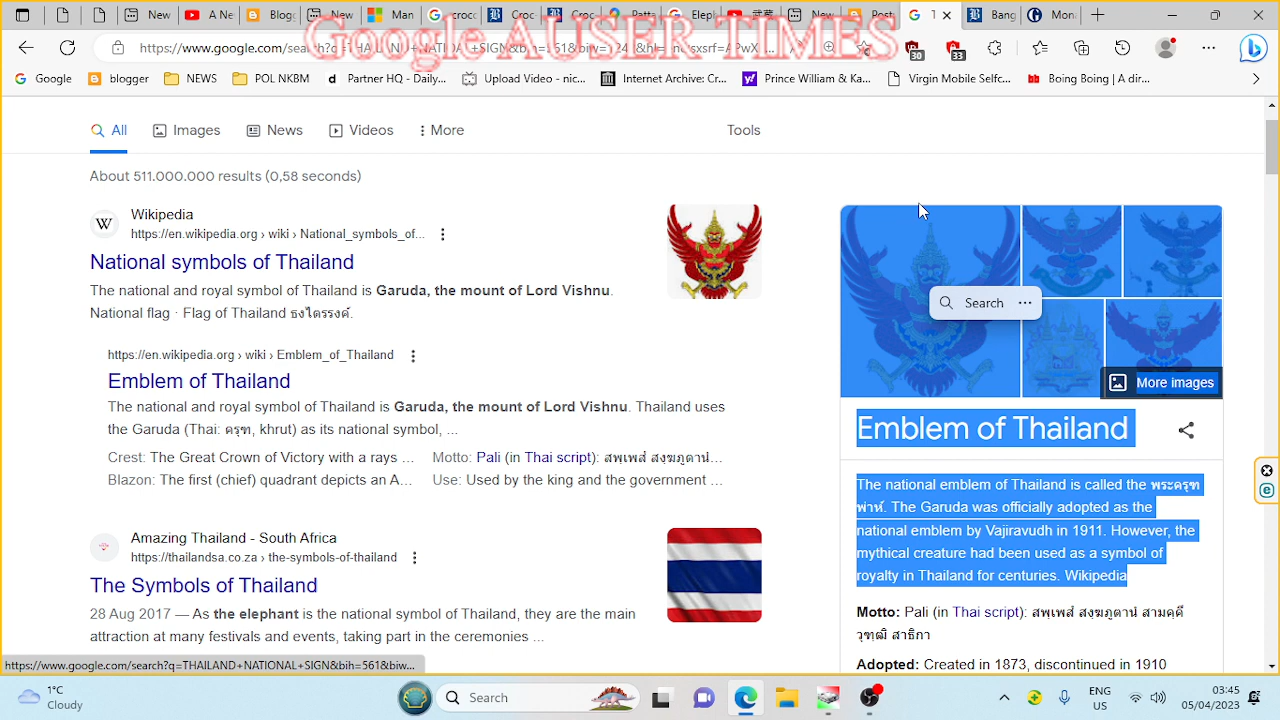 New
Ne
Blog
New
Man
Croc
Croc
Patta
Elep
New
Post
T
Bang
Mona
Google AUSER TIMES
https://www.google.com/
30
33
Google
blogger
NEWS
POL NKBM
Partner HQ - Daily...
Upload Video - nic...
Internet Archive: Cr...
Prince William & Ka...
Virgin Mobile Selfc...
Boing Boing | A dir...
All
Images
News
Videos
More
Tools
About 511.000.000 results (0,58 seconds)
Wikipedia
https://en.wikipedia.org › wiki › National_symbols_of...
National symbols of Thailand
The national and royal symbol of Thailand is Garuda, the mount of Lord Vishnu.
National flag · Flag of Thailand ธงไตรรงค์.
https://en.wikipedia.org › wiki › Emblem_of_Thailand
Emblem of Thailand
The national and royal symbol of Thailand is Garuda, the mount of Lord Vishnu. Thailand uses
the Garuda (Thai: ครุฑ, khrut) as its national symbol, ...
Crest: The Great Crown of Victory with a rays ...
Motto: Pali (in Thai script): สพฺเพสํ สงฺฆภูตานํ...
Blazon: The first (chief) quadrant depicts an A...
Use: Used by the king and the government ...
Amazing Thailand - South Africa
https://thailandsa.co.za › the-symbols-of-thailand
The Symbols of Thailand
28 Aug 2017 — As the elephant is the national symbol of Thailand, they are the main
attraction at many festivals and events, taking part in the ceremonies ...
https://www.google.com/search?q=THAILAND+NATIONAL+SIGN&bih=561&biw...
Search
More images
Emblem of Thailand
The national emblem of Thailand is called the พระครุฑ
พ่าห์. The Garuda was officially adopted as the
national emblem by Vajiravudh in 1911. However, the
mythical creature had been used as a symbol of
royalty in Thailand for centuries. Wikipedia
Motto: Pali (in Thai script): สพฺเพสํ สงฺฆภูตานํ สามคฺคี
วุฑฺฒิ สาธิกา
Adopted: Created in 1873, discontinued in 1910
1°C
Cloudy
Search
ENG
US
03:45
05/04/2023